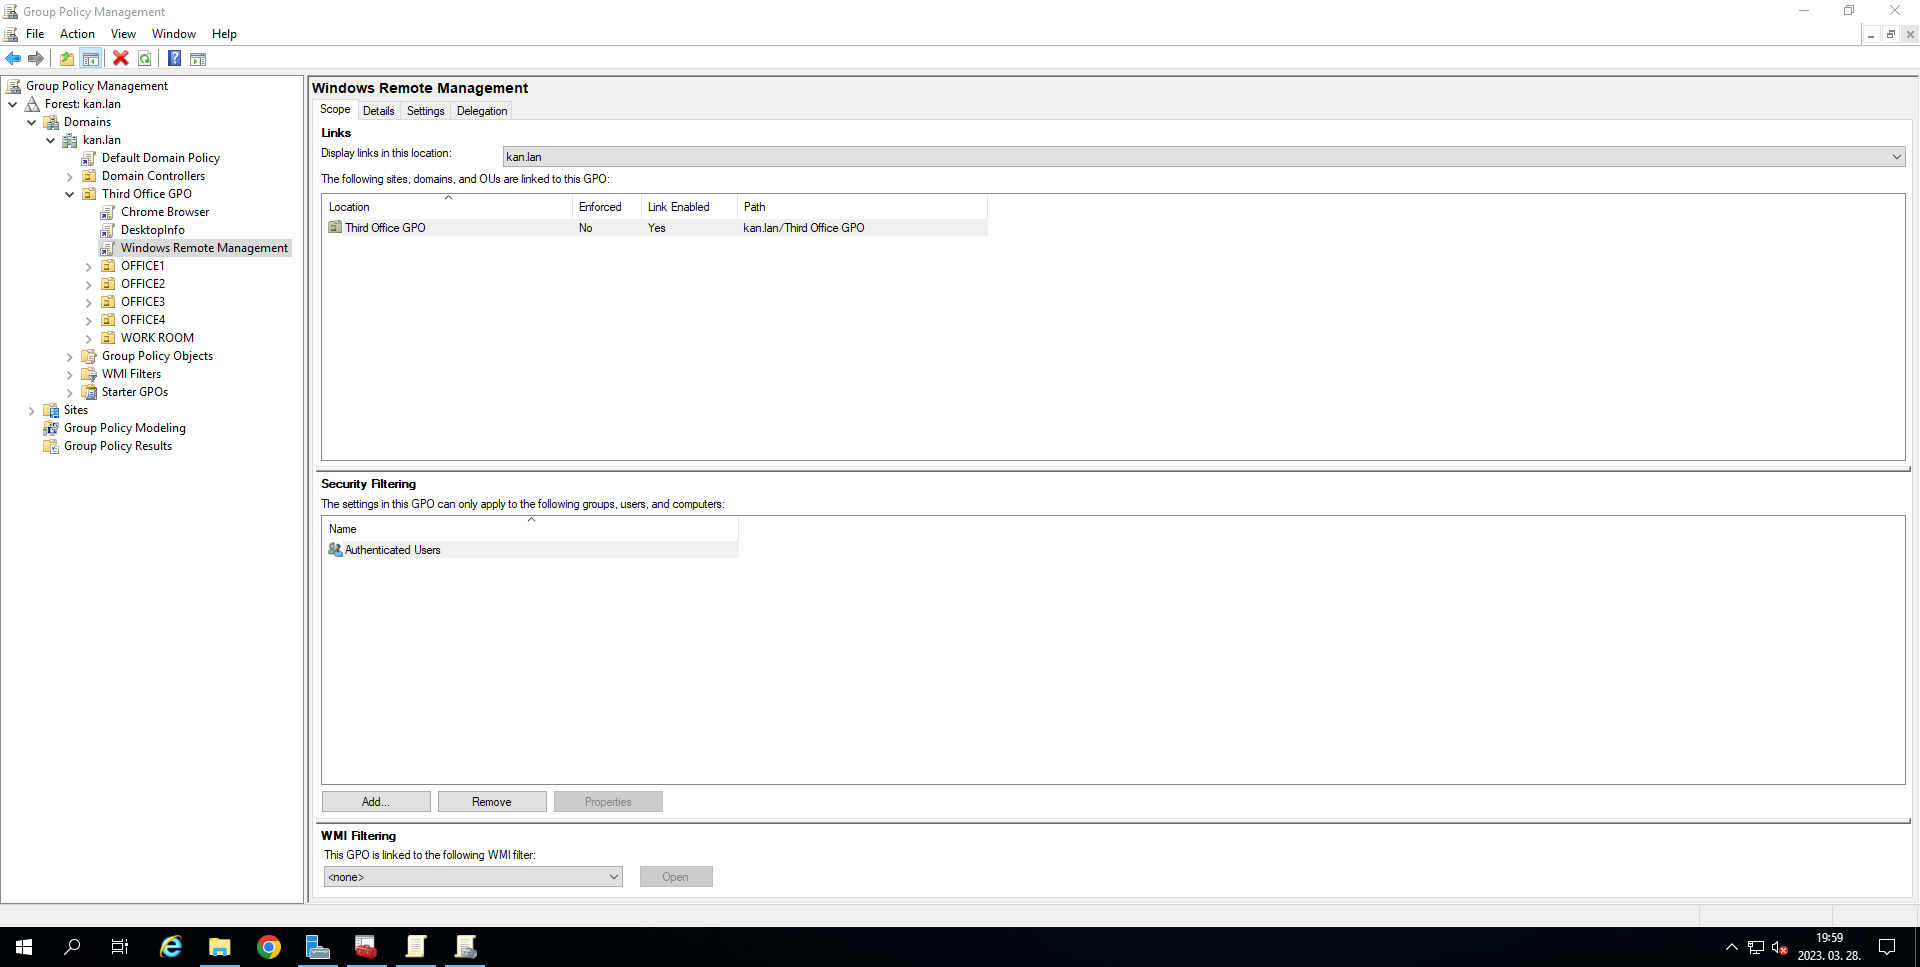 Group Policy Management
File Action View Window Help
Group Policy Management
Forest: kan.lan
Domains
kan.lan
Default Domain Policy
Domain Controllers
Third Office GPO
Chrome Browser
DesktopInfo
Windows Remote Management
OFFICE1
OFFICE2
OFFICE3
OFFICE4
WORK ROOM
Group Policy Objects
WMI Filters
Starter GPOs
Sites
Group Policy Modeling
Group Policy Results
Windows Remote Management
Scope Details Settings Delegation
Links
Display links in this location: kan.lan
The following sites, domains, and OUs are linked to this GPO:
Location Enforced Link Enabled Path
Third Office GPO No Yes kan.lan/Third Office GPO
Security Filtering
The settings in this GPO can only apply to the following groups, users, and computers:
Name
Authenticated Users
Add... Remove Properties
WMI Filtering
This GPO is linked to the following WMI filter:
<none> Open
19:59
2023. 03. 28.